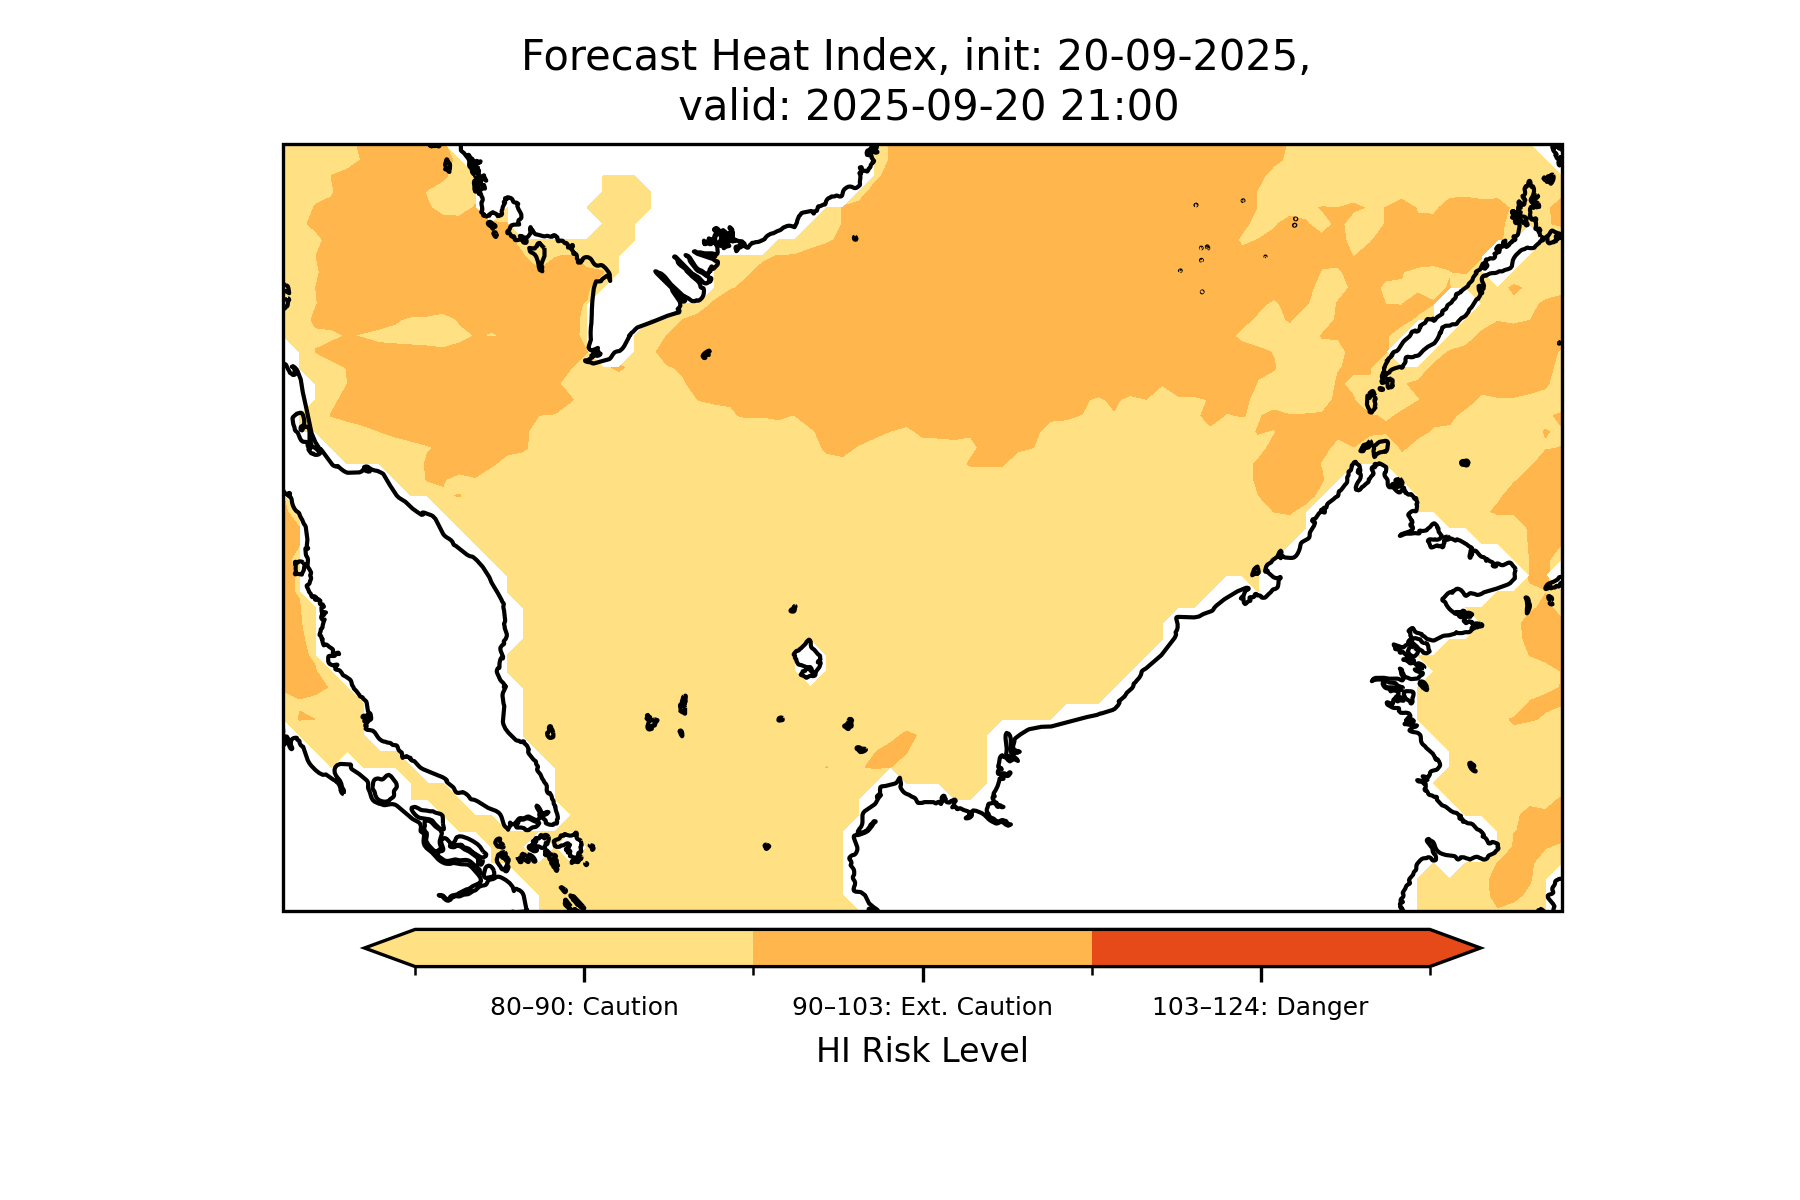 Forecast Heat Index, init: 20-09-2025,
valid: 2025-09-20 21:00
80–90: Caution
90–103: Ext. Caution
103–124: Danger
HI Risk Level